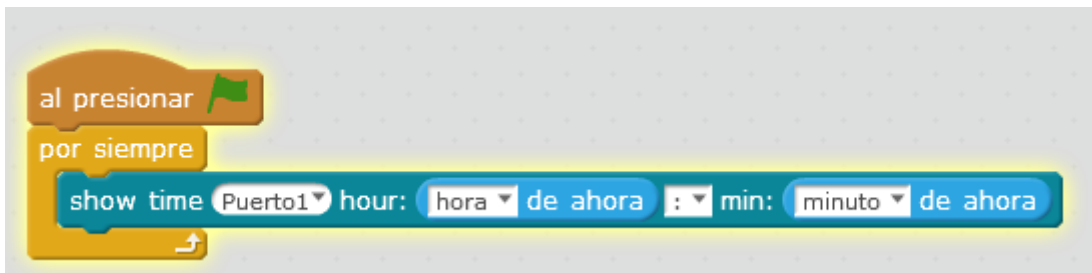 al presionar
por siempre
show time Puerto1 hour: hora de ahora : min: minuto de ahora